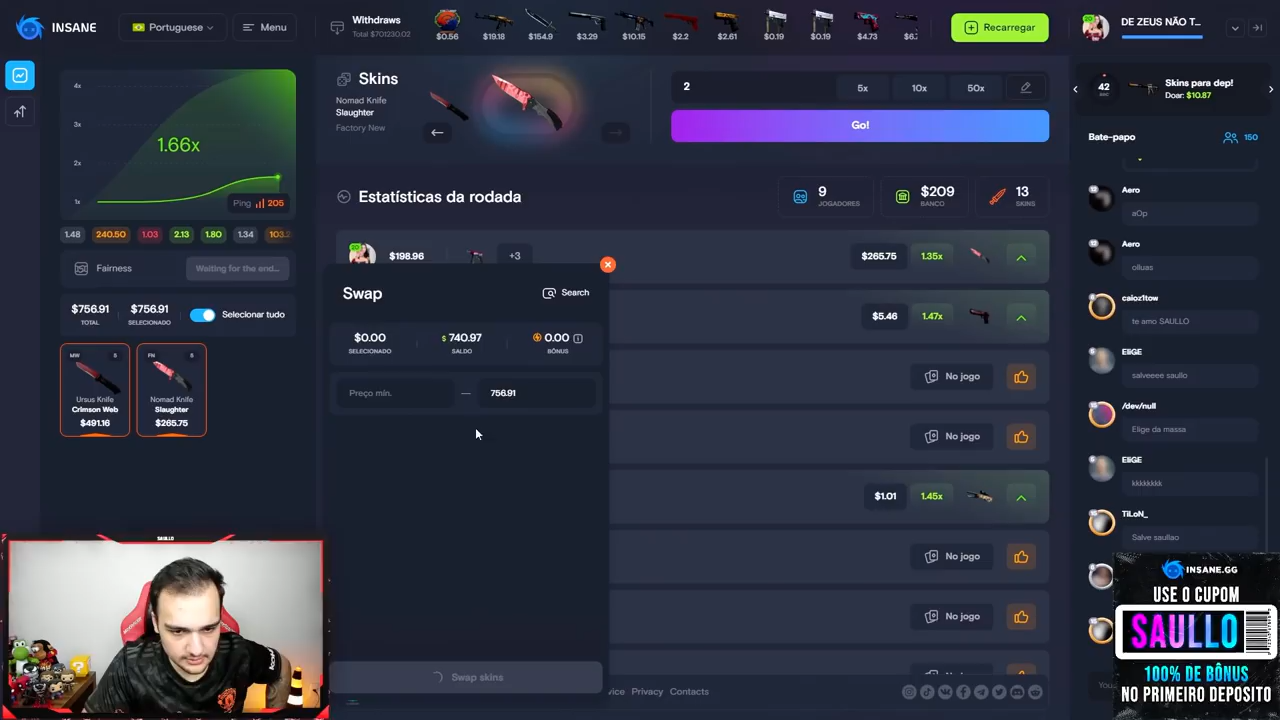 INSANE
Portuguese
Menu
Withdraws
Total $701230.02
$0.56
$19.18
$154.9
$3.29
$10.15
$2.2
$2.61
$0.19
$0.19
$4.73
Recarregar
20
DE ZEUS NÃO T...
4x
3x
2x
1x
1.66x
Ping 205
1.48
240.50
1.03
2.13
1.80
1.34
103.2
Fairness
Waiting for the end...
$756.91
TOTAL
$756.91
SELECIONADO
Selecionar tudo
MW S
Ursus Knife
Crimson Web
$491.16
FN S
Nomad Knife
Slaughter
$265.75
Skins
Nomad Knife
Slaughter
Factory New
2
5x
10x
50x
Go!
Estatísticas da rodada
9
JOGADORES
$209
BANCO
13
SKINS
20
$198.96
+3
$265.75
1.35x
$5.46
1.47x
No jogo
No jogo
$1.01
1.45x
No jogo
No jogo
Swap
Search
$0.00
SELECIONADO
$ 740.97
SALDO
0.00
BÔNUS
Preço mín.
—
756.91
Swap skins
Privacy
Contacts
42
SEC
Skins para dep!
Doar: $10.87
Bate-papo
150
Aero
aOp
Aero
olluas
caioz1tow
te amo SAULLO
EliGE
salveeee saullo
/dev/null
Elige da massa
EliGE
kkkkkkkk
TiLoN_
Salve sullao
SAULLO
INSANE.GG
USE O CUPOM
SAULLO
100% DE BÔNUS
NO PRIMEIRO DEPÓSITO